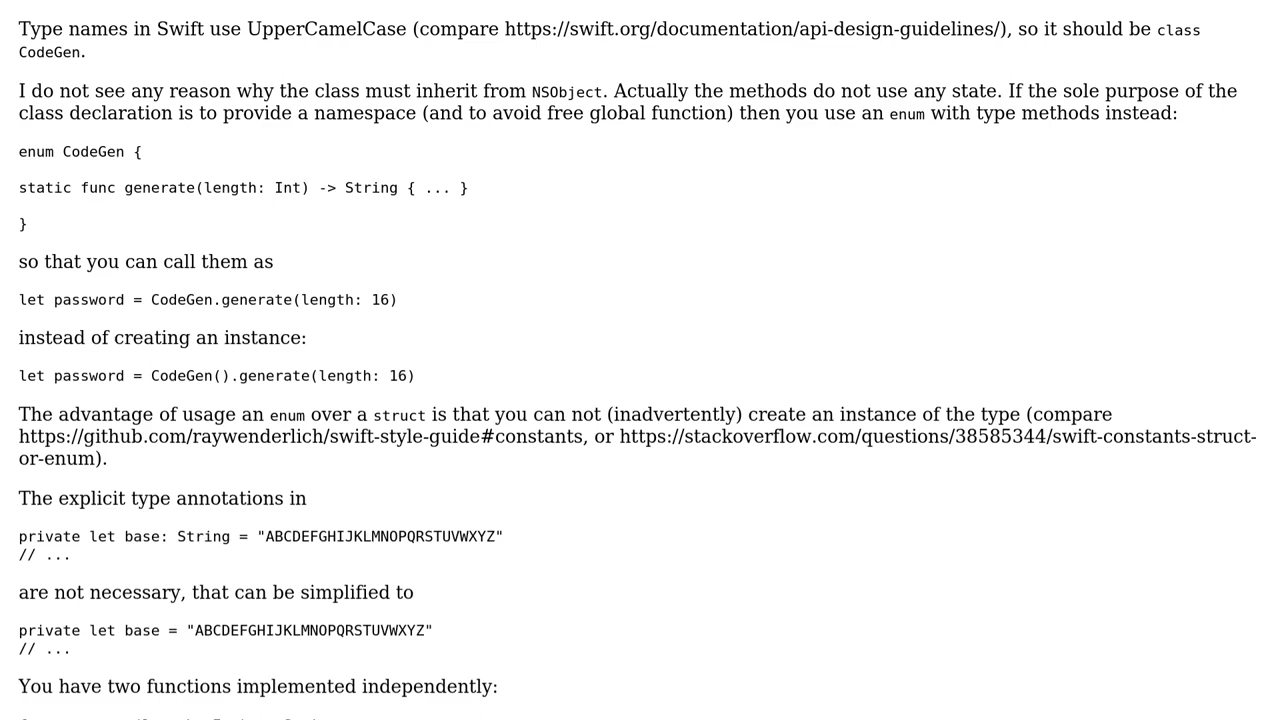 Type names in Swift use UpperCamelCase (compare https://swift.org/documentation/api-design-guidelines/), so it should be class
CodeGen.
I do not see any reason why the class must inherit from NSObject. Actually the methods do not use any state. If the sole purpose of the
class declaration is to provide a namespace (and to avoid free global function) then you use an enum with type methods instead:
enum CodeGen {
static func generate(length: Int) -> String { ... }
}
so that you can call them as
let password = CodeGen.generate(length: 16)
instead of creating an instance:
let password = CodeGen().generate(length: 16)
The advantage of usage an enum over a struct is that you can not (inadvertently) create an instance of the type (compare
https://github.com/raywenderlich/swift-style-guide#constants, or https://stackoverflow.com/questions/38585344/swift-constants-struct-
or-enum).
The explicit type annotations in
private let base: String = "ABCDEFGHIJKLMNOPQRSTUVWXYZ"
// ...
are not necessary, that can be simplified to
private let base = "ABCDEFGHIJKLMNOPQRSTUVWXYZ"
// ...
You have two functions implemented independently: